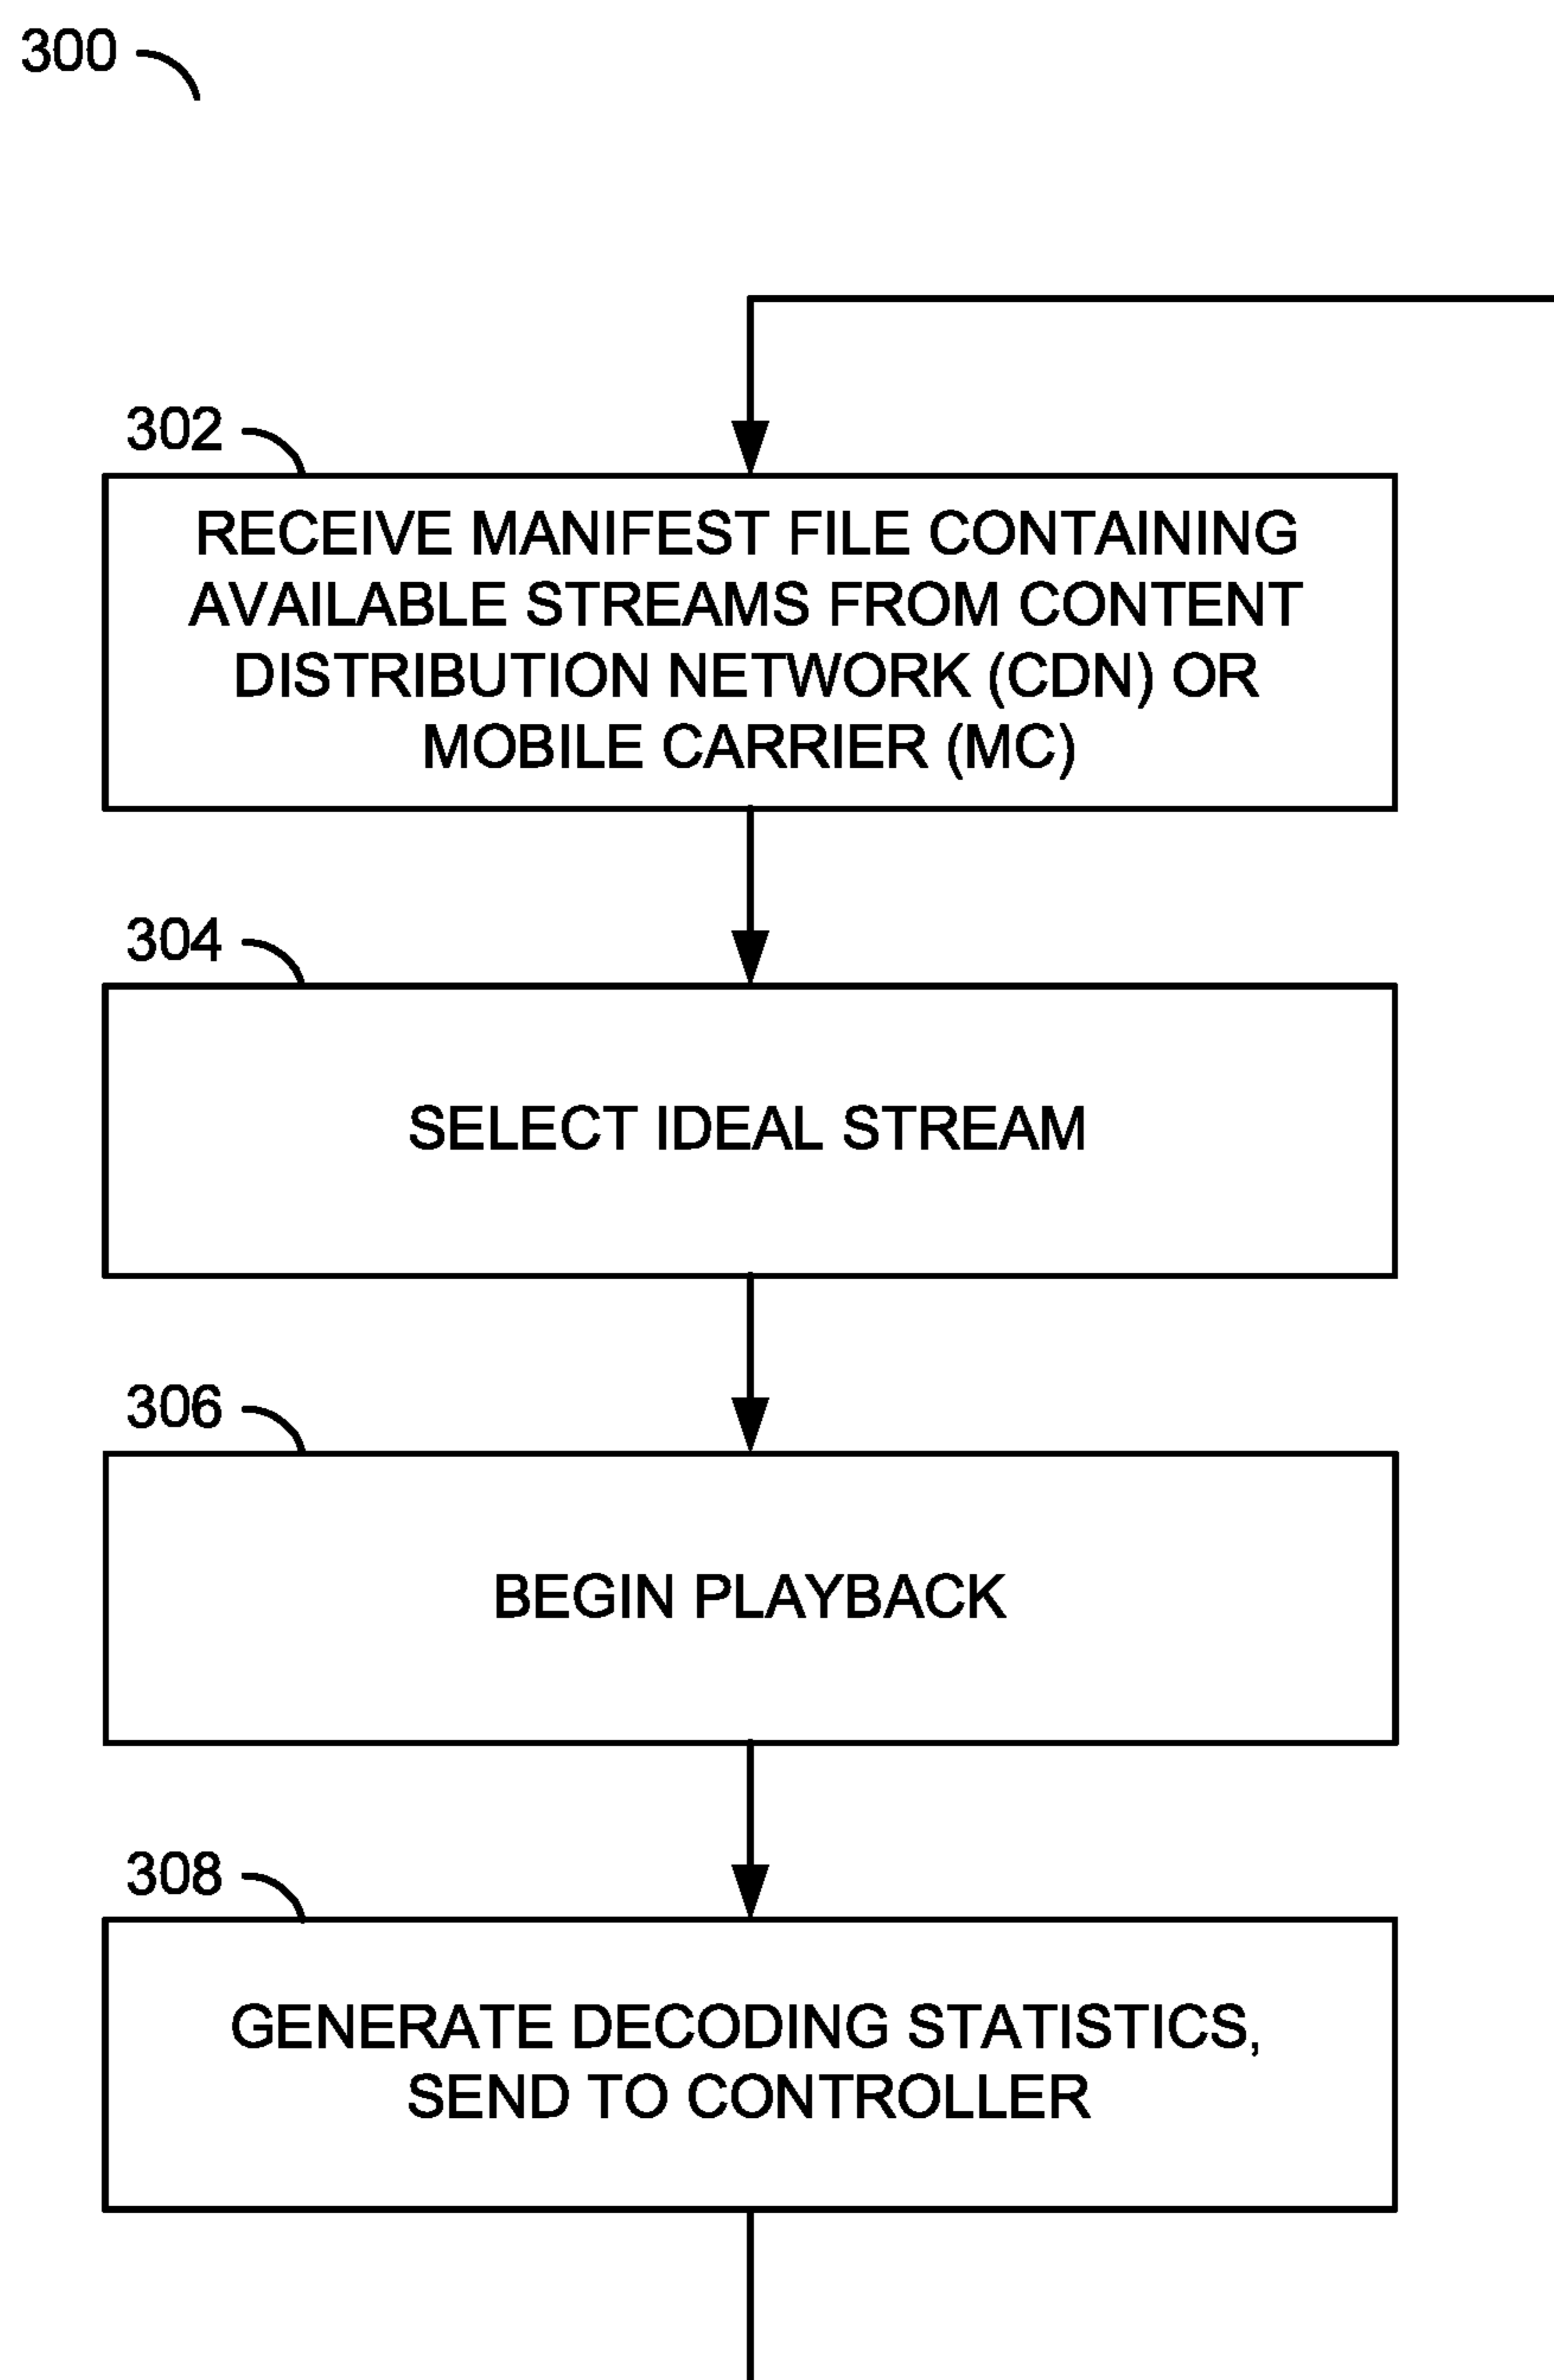 300
302
RECEIVE MANIFEST FILE CONTAINING
AVAILABLE STREAMS FROM CONTENT
DISTRIBUTION NETWORK (CDN) OR
MOBILE CARRIER (MC)
304
SELECT IDEAL STREAM
306
BEGIN PLAYBACK
308
GENERATE DECODING STATISTICS,
SEND TO CONTROLLER